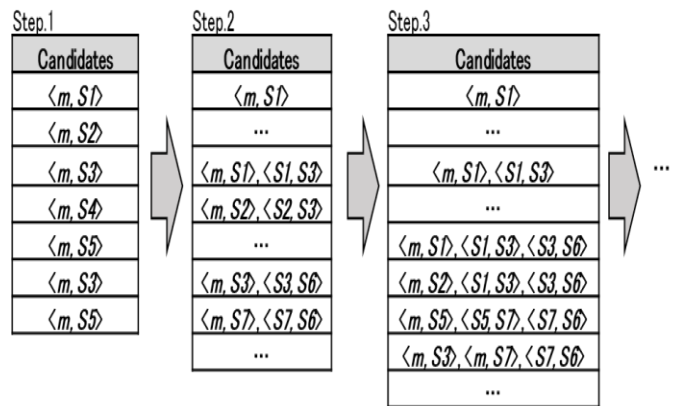 Step.1
Candidates
⟨m, S1⟩
⟨m, S2⟩
⟨m, S3⟩
⟨m, S4⟩
⟨m, S5⟩
⟨m, S3⟩
⟨m, S5⟩
Step.2
Candidates
⟨m, S1⟩
...
⟨m, S1⟩,⟨S1, S3⟩
⟨m, S2⟩,⟨S2, S3⟩
...
⟨m, S3⟩,⟨S3, S6⟩
⟨m, S7⟩,⟨S7, S6⟩
...
Step.3
Candidates
⟨m, S1⟩
...
⟨m, S1⟩,⟨S1, S3⟩
...
⟨m, S1⟩,⟨S1, S3⟩,⟨S3, S6⟩
⟨m, S2⟩,⟨S1, S3⟩,⟨S3, S6⟩
⟨m, S5⟩,⟨S5, S7⟩,⟨S7, S6⟩
⟨m, S3⟩,⟨m, S7⟩,⟨S7, S6⟩
...
...